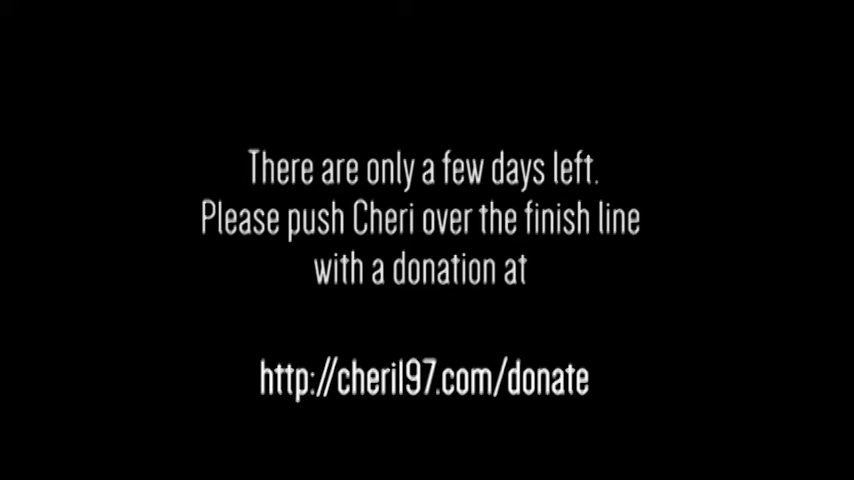 There are only a few days left.
Please push Cheri over the finish line
with a donation at
http://cheril97.com/donate